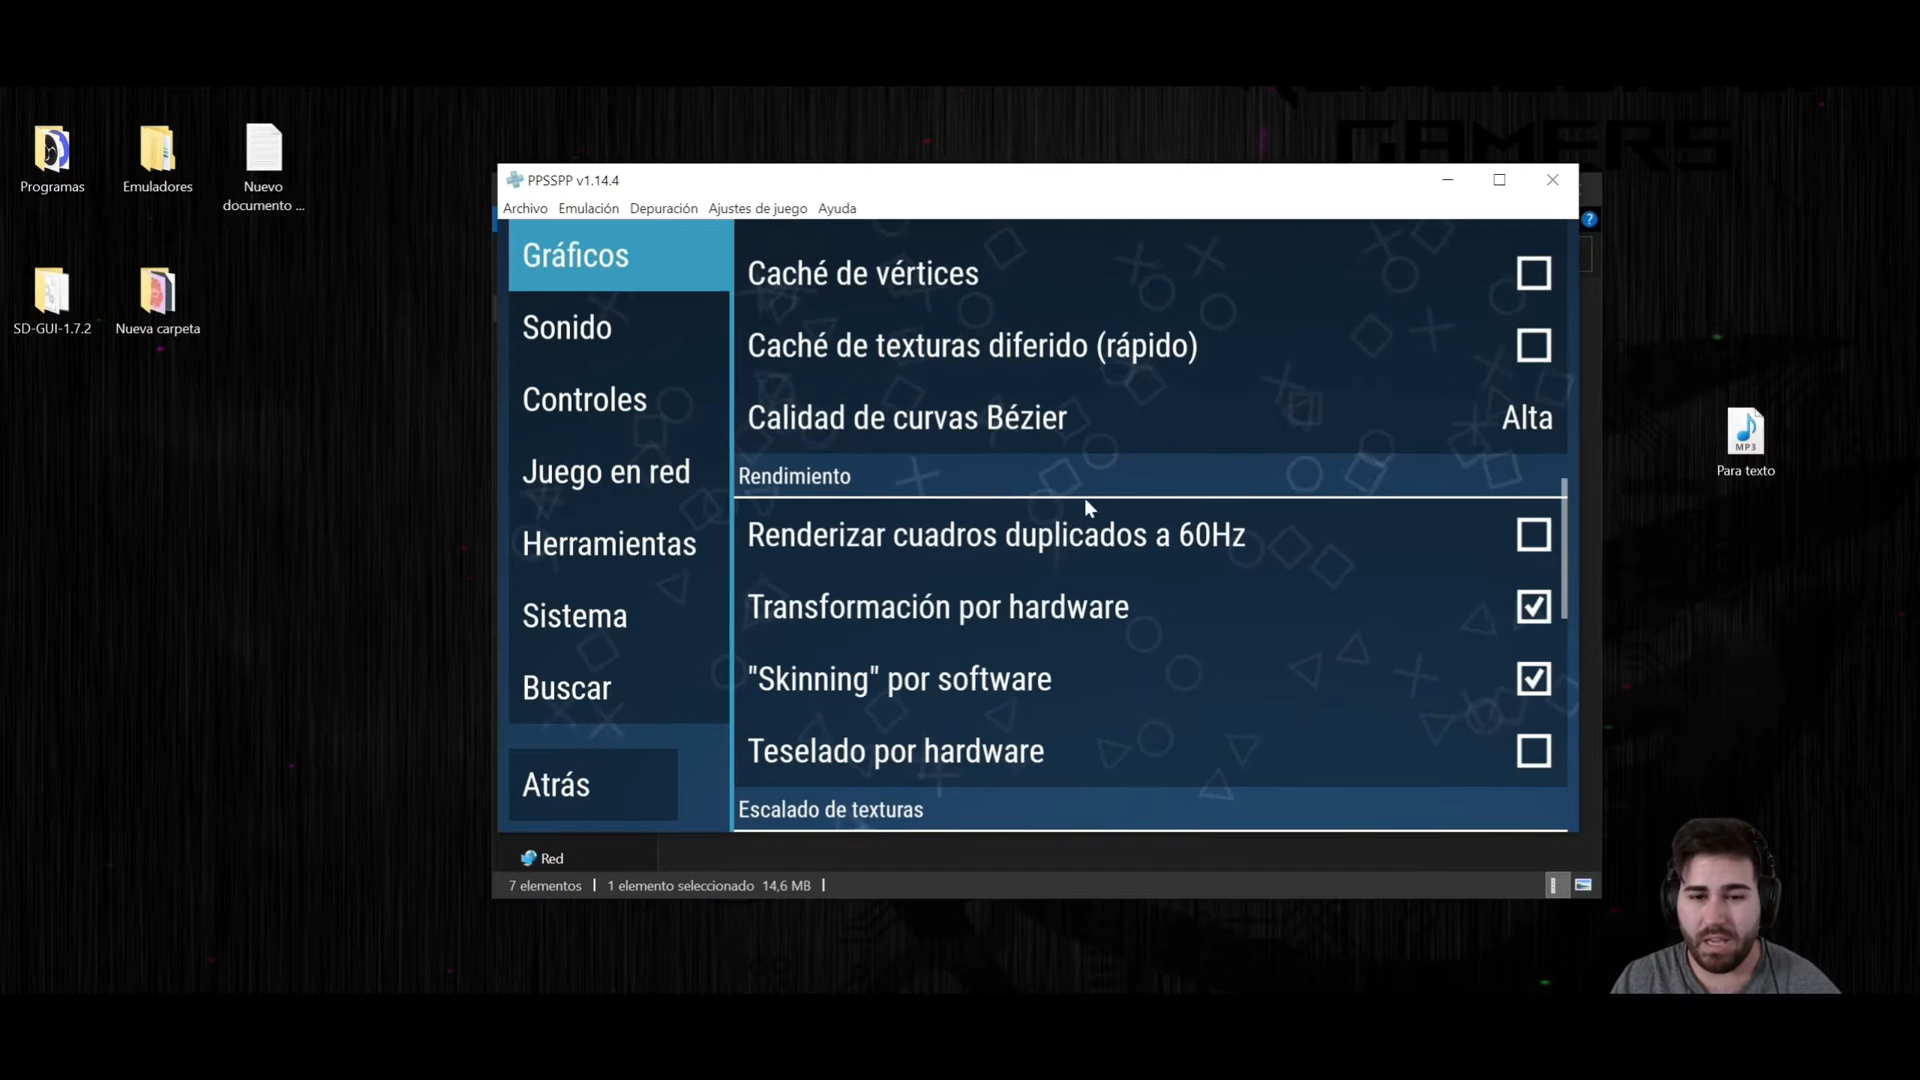 GAMERS
Programas
Emuladores
Nuevo
documento ...
SD-GUI-1.7.2
Nueva carpeta
PPSSPP v1.14.4
Archivo Emulación Depuración Ajustes de juego Ayuda
Gráficos
Sonido
Controles
Juego en red
Herramientas
Sistema
Buscar
Atrás
Caché de vértices
Caché de texturas diferido (rápido)
Calidad de curvas Bézier Alta
Rendimiento
Renderizar cuadros duplicados a 60Hz
Transformación por hardware
"Skinning" por software
Teselado por hardware
Escalado de texturas
MP3
Para texto
?
Red
7 elementos 1 elemento seleccionado 14,6 MB